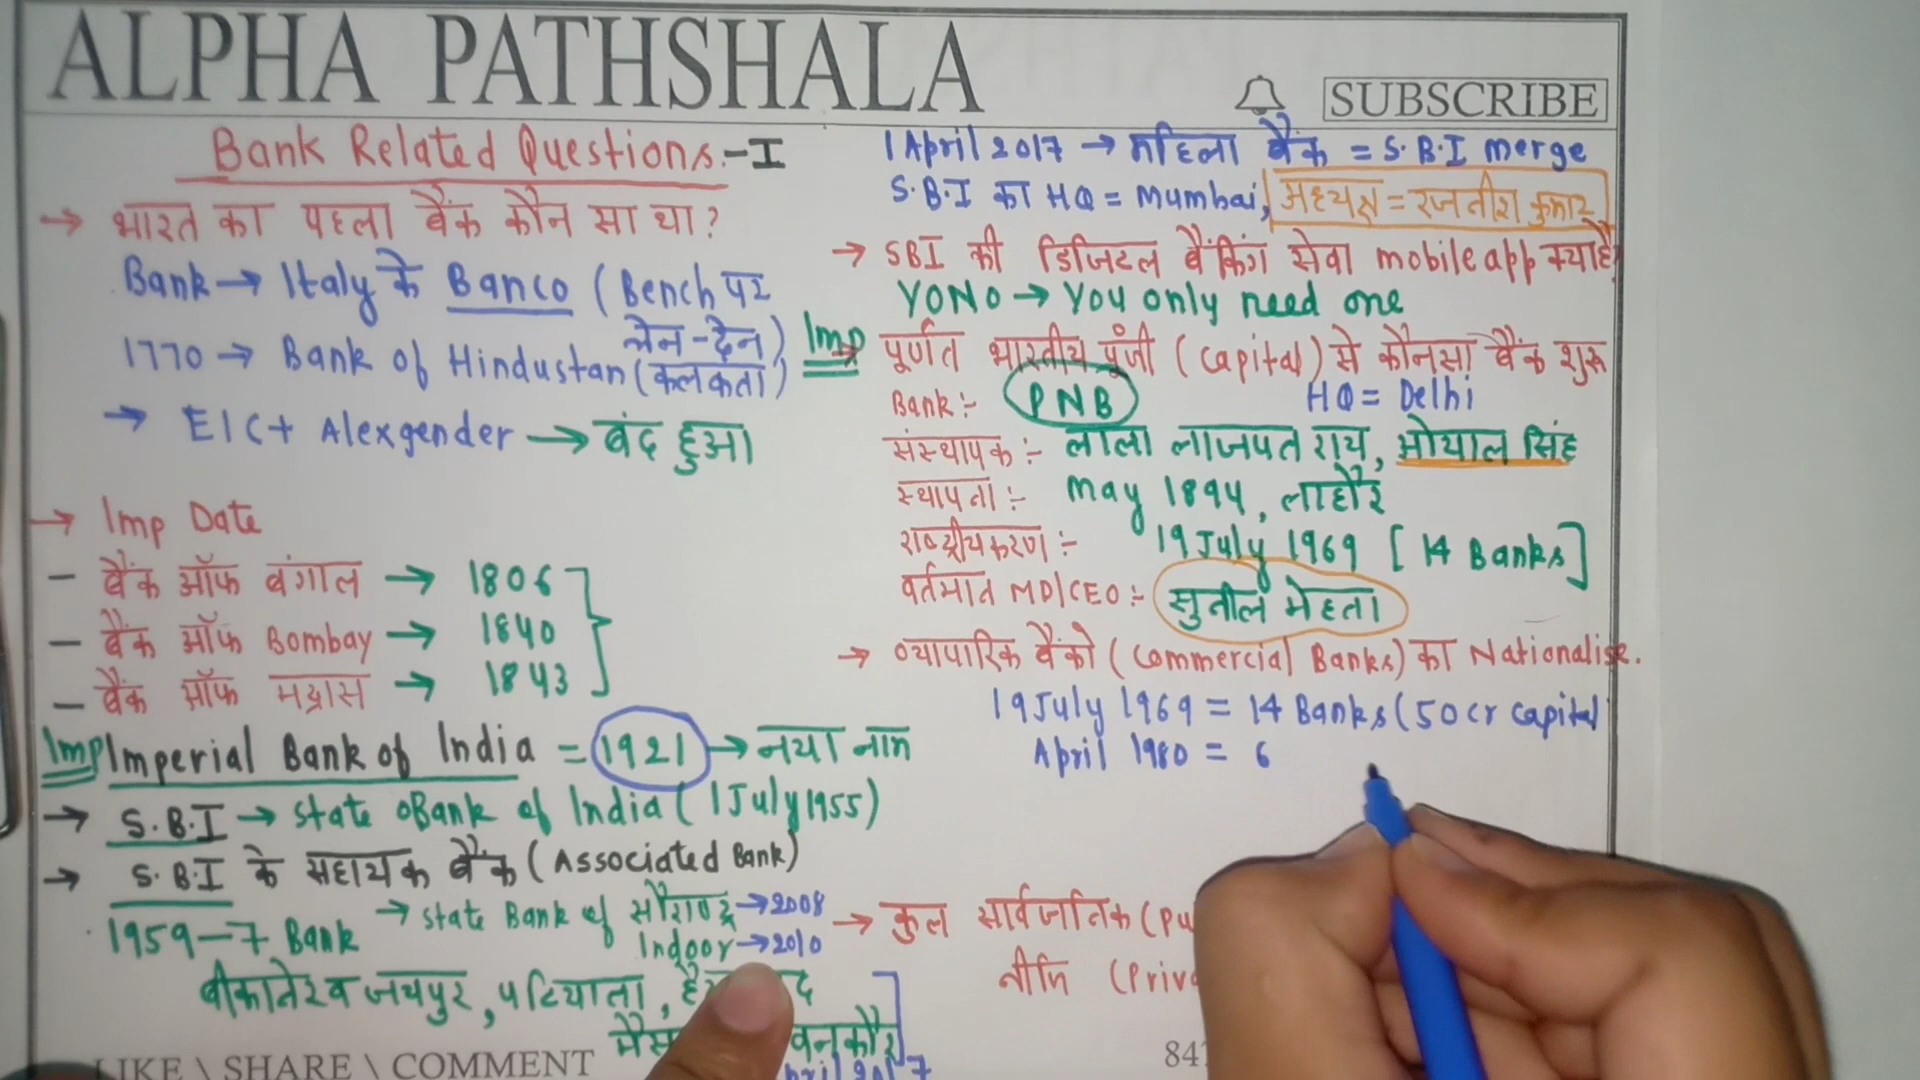 ALPHA PATHSHALA
SUBSCRIBE
Bank Related Questions.-I
→ भारत का पहला बैंक कौन सा था?
Bank → Italy के Banco (Bench पर
लेन-देन)
1770 → Bank of Hindustan (कलकता)
→ EIC+ Alexgender → बंद हुआ
→ Imp Date
- बैंक ऑफ बंगाल → 1806
- बैंक ऑफ Bombay → 1840
- बैंक ऑफ मद्रास → 1843
Imp Imperial Bank of India = 1921 → नया नाम
→ S.B.I → State oBank of India (1 July 1955)
→ S.B.I के सहायक बैंक (Associated Bank)
1959-7 Bank → State Bank of सौराष्ट्र → 2008
Indoor → 2010
बीकानेर व जयपुर, पटियाला,
LIKE \ SHARE \ COMMENT
1 April 2017 → महिला बैंक = S.B.I merge
S.B.I का HQ = Mumbai, अध्यक्ष = रजनीश कुमार
→ SBI की डिजिटल बैंकिंग सेवा mobile app क्या है?
YONO → You only need one
Imp → पूर्णत भारतीय पूंजी (Capital) से कौनसा बैंक शुरू
Bank :- PNB HQ = Delhi
संस्थापक :- लाला लाजपत राय, भोयाल सिंह
स्थापना :- May 1894, लाहौर
राष्ट्रीयकरण :- 19 July 1969 [14 Banks]
वर्तमान MD/CEO :- सुनील मेहता
→ व्यापारिक बैंको (Commercial Banks) का Nationalise.
19 July 1969 = 14 Banks (50 cr Capital
April 1980 = 6
→ कुल सार्वजनिक (Pu
नीजि (Priva